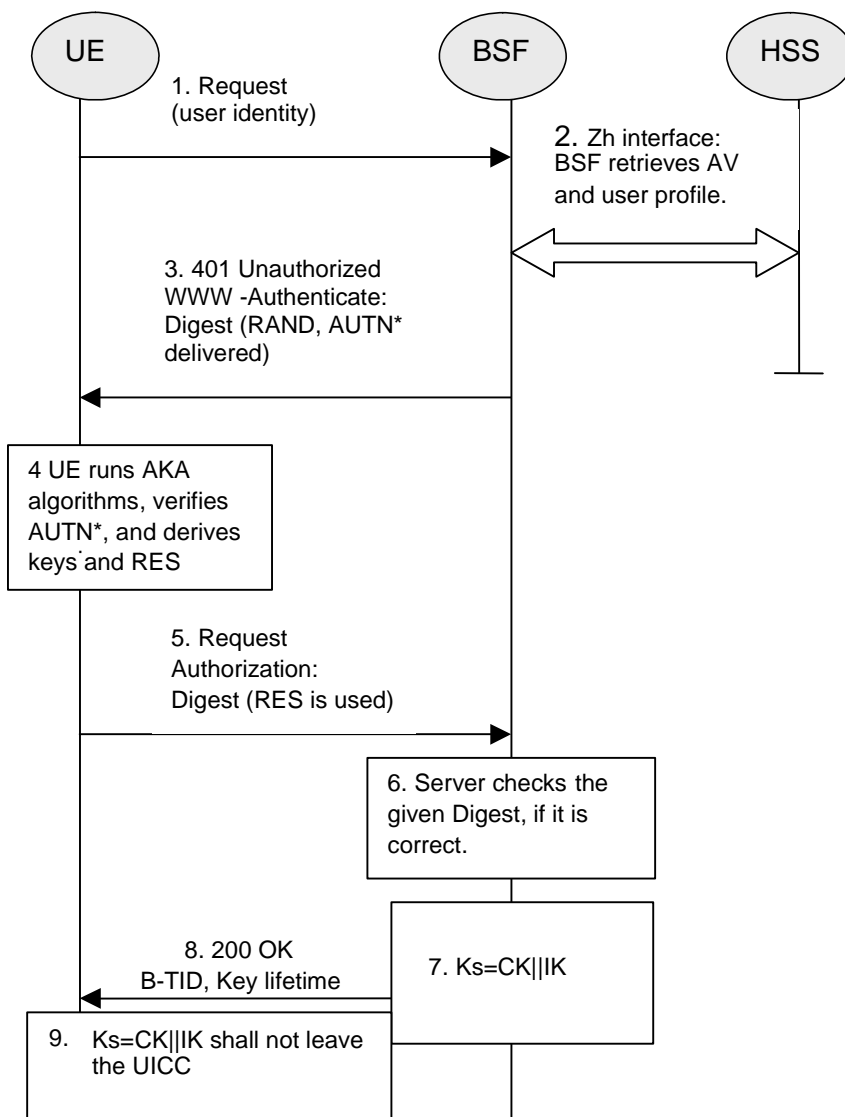 UE
BSF
HSS
1. Request
(user identity)
2. Zh interface:
BSF retrieves AV
and user profile.
3. 401 Unauthorized
WWW -Authenticate:
Digest (RAND, AUTN*
delivered)
4 UE runs AKA
algorithms, verifies
AUTN*, and derives
keys and RES
5. Request
Authorization:
Digest (RES is used)
6. Server checks the
given Digest, if it is
correct.
7. Ks=CK||IK
8. 200 OK
B-TID, Key lifetime
9. Ks=CK||IK shall not leave
the UICC